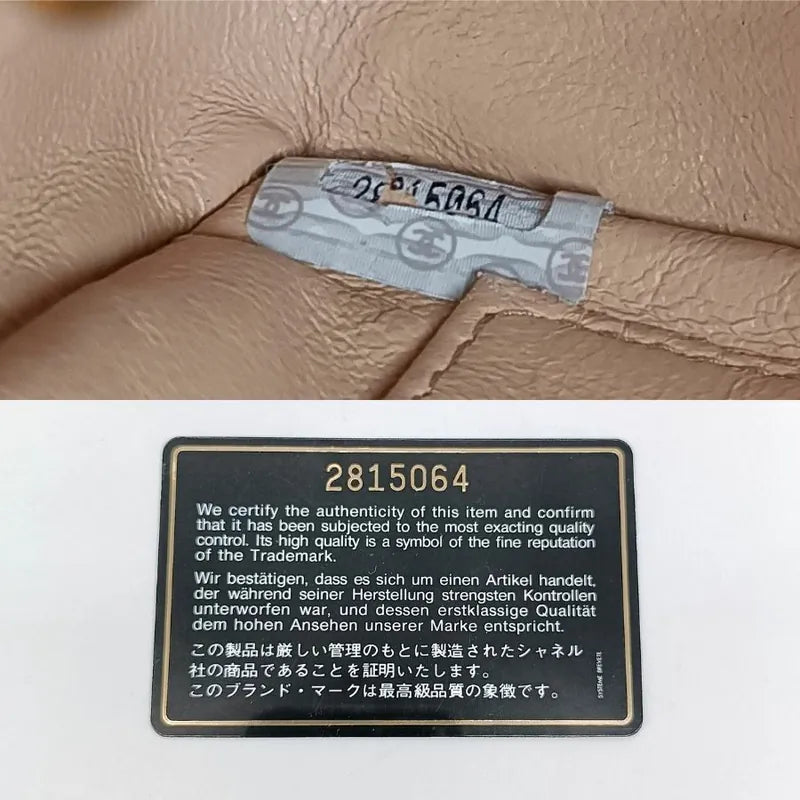 2815064
2815064
We certify the authenticity of this item and confirm
that it has been subjected to the most exacting quality
control. Its high quality is a symbol of the fine reputation
of the Trademark.
Wir bestätigen, dass es sich um einen Artikel handelt,
der während seiner Herstellung strengsten Kontrollen
unterworfen war, und dessen erstklassige Qualität
dem hohen Ansehen unserer Marke entspricht.
この製品は厳しい管理のもとに製造されたシャネル
社の商品であることを証明いたします。
このブランド・マークは最高級品質の象徴です。
SYSTEME BREVETE